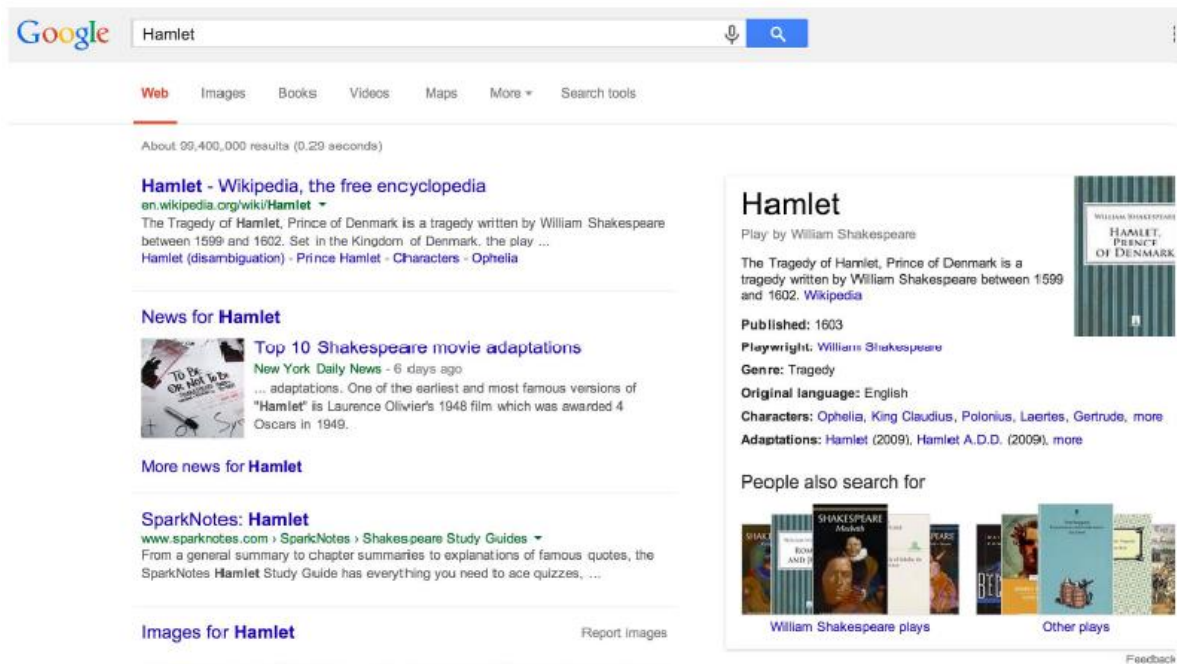 Google
Hamlet
Web Images Books Videos Maps More Search tools
About 99,400,000 results (0.29 seconds)
Hamlet - Wikipedia, the free encyclopedia
en.wikipedia.org/wiki/Hamlet
The Tragedy of Hamlet, Prince of Denmark is a tragedy written by William Shakespeare
between 1599 and 1602. Set in the Kingdom of Denmark, the play ...
Hamlet (disambiguation) - Prince Hamlet - Characters - Ophelia
News for Hamlet
TO BE
OR NOT TO BE
Top 10 Shakespeare movie adaptations
New York Daily News - 6 days ago
... adaptations. One of the earliest and most famous versions of
"Hamlet" is Laurence Olivier's 1948 film which was awarded 4
Oscars in 1949.
More news for Hamlet
SparkNotes: Hamlet
www.sparknotes.com › SparkNotes › Shakespeare Study Guides
From a general summary to chapter summaries to explanations of famous quotes, the
SparkNotes Hamlet Study Guide has everything you need to ace quizzes, ...
Images for Hamlet
Report images
Hamlet
Play by William Shakespeare
The Tragedy of Hamlet, Prince of Denmark is a
tragedy written by William Shakespeare between 1599
and 1602. Wikipedia
WILLIAM SHAKESPEARE
HAMLET,
PRINCE
OF DENMARK
Published: 1603
Playwright: William Shakespeare
Genre: Tragedy
Original language: English
Characters: Ophelia, King Claudius, Polonius, Laertes, Gertrude, more
Adaptations: Hamlet (2009), Hamlet A.D.D. (2009), more
People also search for
SHAKESPEARE
Macbeth
William Shakespeare plays
Other plays
Feedback